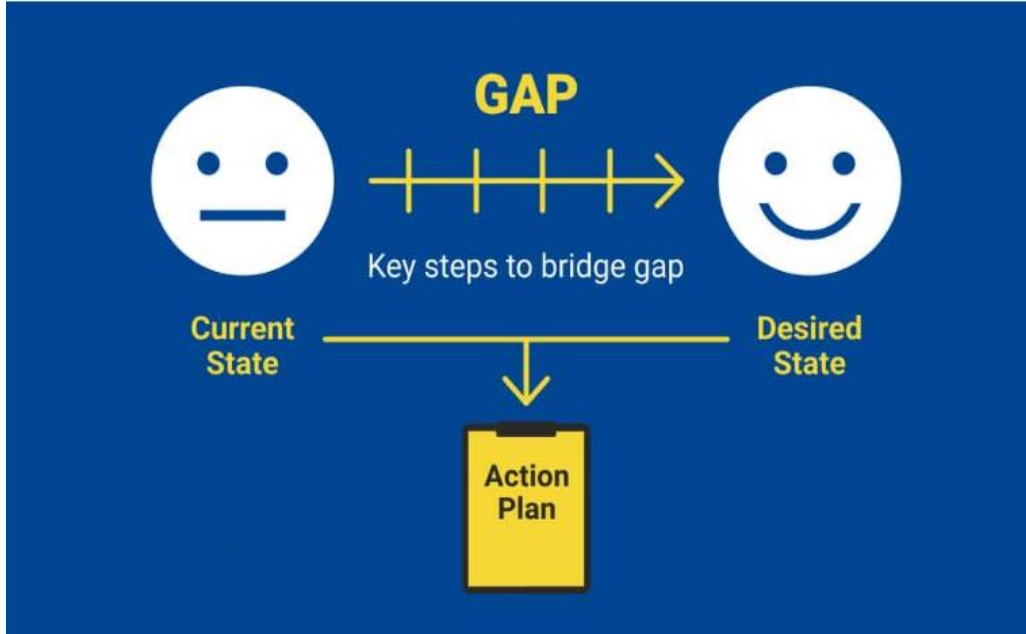 GAP
Key steps to bridge gap
Current
State
Desired
State
Action
Plan